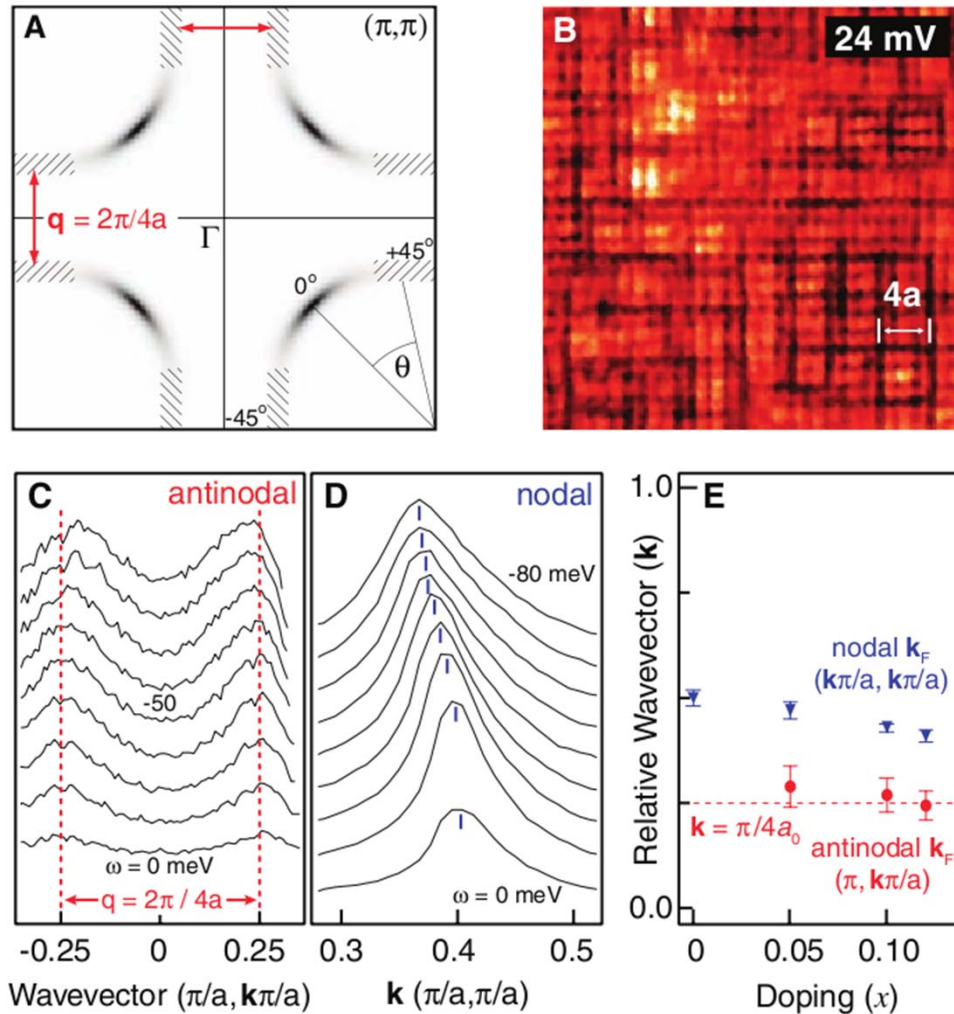 A
(π,π)
q = 2π/4a
Γ
+45°
0°
θ
-45°
B
24 mV
4a
C
antinodal
-50
ω = 0 meV
q = 2π / 4a
-0.25
0
0.25
Wavevector (π/a, kπ/a)
D
nodal
-80 meV
ω = 0 meV
0.3
0.4
0.5
k (π/a,π/a)
E
1.0
nodal kF
(kπ/a, kπ/a)
k = π/4a0
antinodal kF
(π, kπ/a)
0.0
0
0.05
0.10
Relative Wavevector (k)
Doping (x)